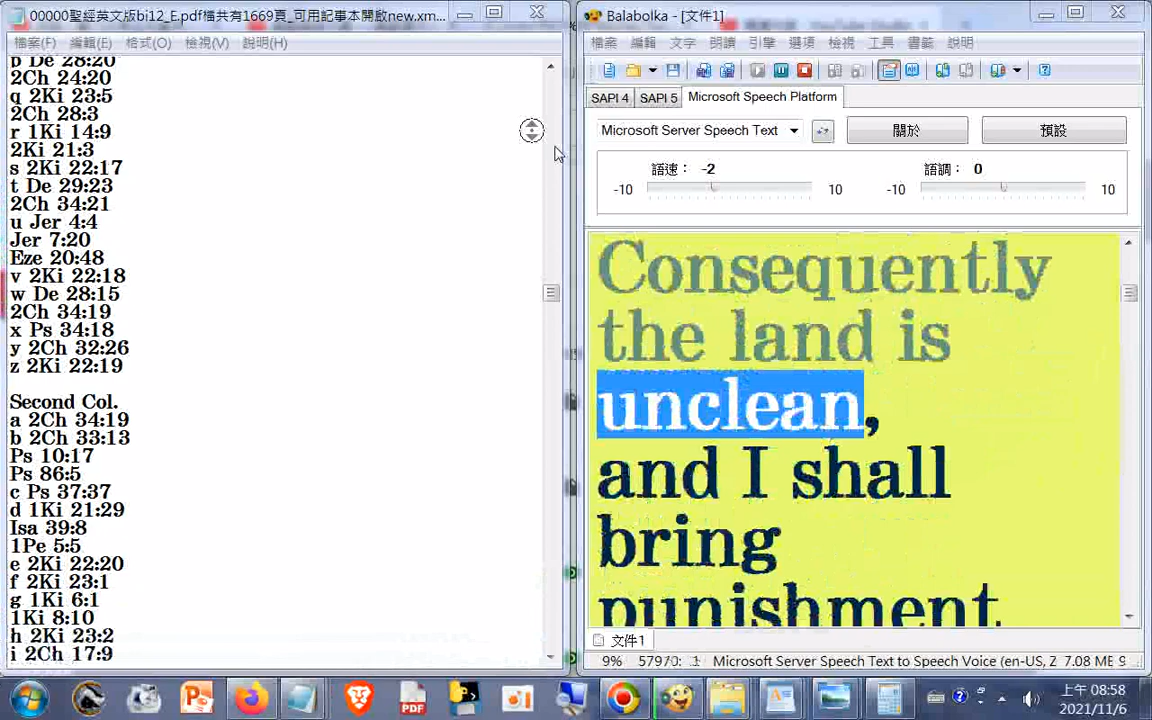 00000聖經英文版bi12_E.pdf檔共有1669頁_可用記事本開啟new.xm...
檔案(F) 編輯(E) 格式(O) 檢視(V) 說明(H)
p De 28:20
2Ch 24:20
q 2Ki 23:5
2Ch 28:3
r 1Ki 14:9
2Ki 21:3
s 2Ki 22:17
t De 29:23
2Ch 34:21
u Jer 4:4
Jer 7:20
Eze 20:48
v 2Ki 22:18
w De 28:15
2Ch 34:19
x Ps 34:18
y 2Ch 32:26
z 2Ki 22:19
Second Col.
a 2Ch 34:19
b 2Ch 33:13
Ps 10:17
Ps 86:5
c Ps 37:37
d 1Ki 21:29
Isa 39:8
1Pe 5:5
e 2Ki 22:20
f 2Ki 23:1
g 1Ki 6:1
1Ki 8:10
h 2Ki 23:2
i 2Ch 17:9
Balabolka - [文件1]
檔案 編輯 文字 朗讀 引擎 選項 檢視 工具 書籤 說明
SAPI 4 SAPI 5 Microsoft Speech Platform
Microsoft Server Speech Text 關於 預設
語速： -2 語調： 0
-10 10 -10 10
Consequently
the land is
unclean,
and I shall
bring
punishment
文件1
9% 57970: 1 Microsoft Server Speech Text to Speech Voice (en-US, Z 7.08 MB 9
PDF
上午 08:58
2021/11/6